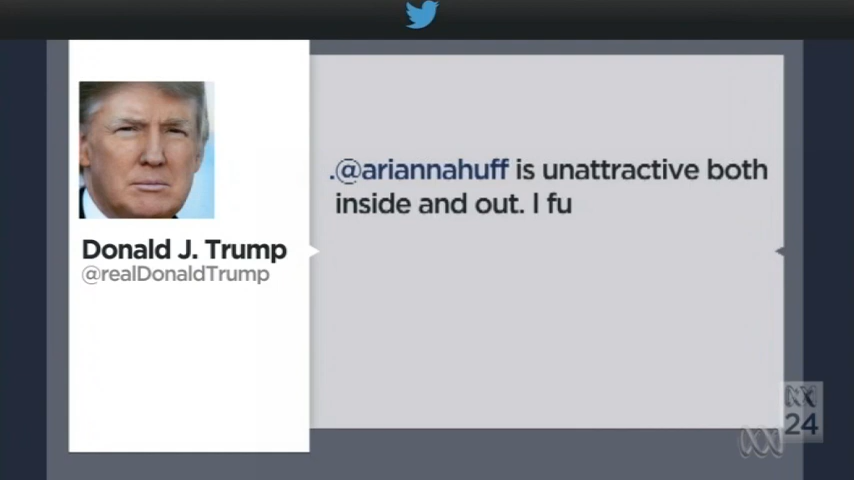 .@ariannahuff is unattractive both
inside and out. I fu
Donald J. Trump
@realDonaldTrump
24